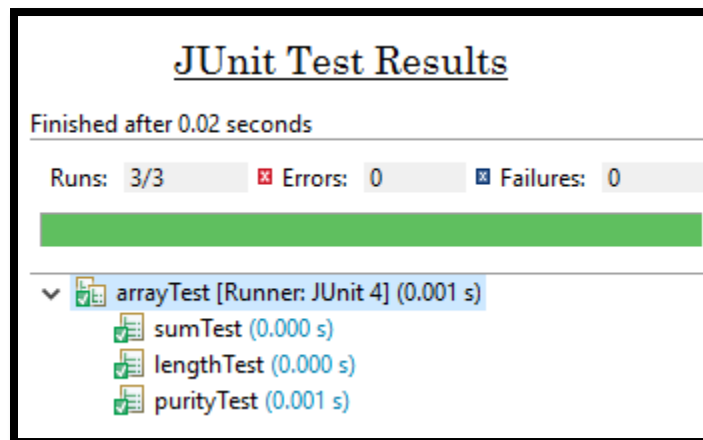 JUnit Test Results
Finished after 0.02 seconds
Runs: 3/3 Errors: 0 Failures: 0
arrayTest [Runner: JUnit 4] (0.001 s)
sumTest (0.000 s)
lengthTest (0.000 s)
purityTest (0.001 s)